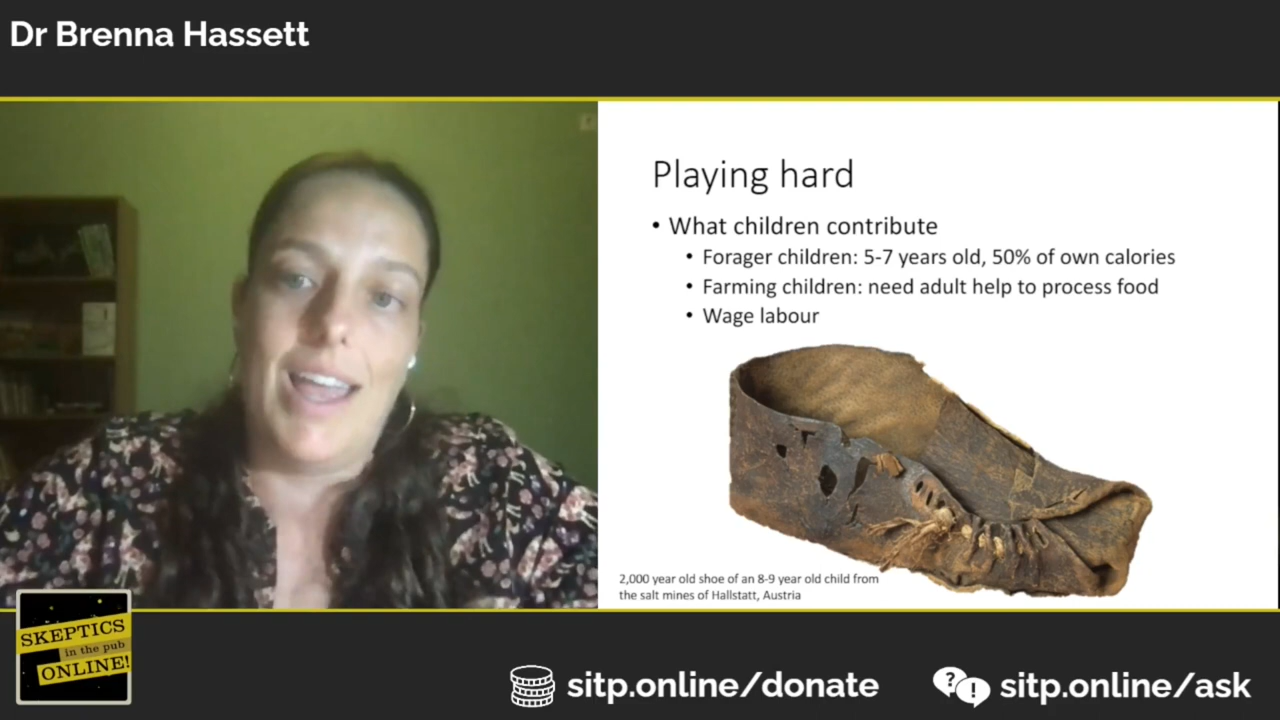 Dr Brenna Hassett
Playing hard
• What children contribute
• Forager children: 5-7 years old, 50% of own calories
• Farming children: need adult help to process food
• Wage labour
2,000 year old shoe of an 8-9 year old child from
the salt mines of Hallstatt, Austria
SKEPTICS
in the pub
ONLINE!
sitp.online/donate
? !
sitp.online/ask